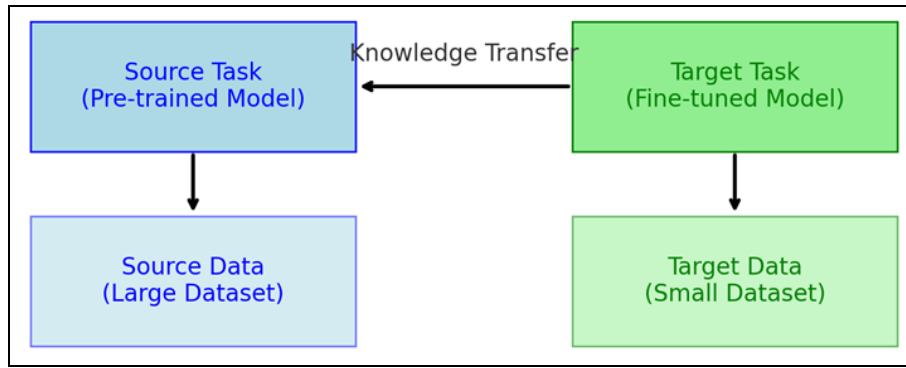 Source Task
(Pre-trained Model)
Knowledge Transfer
Target Task
(Fine-tuned Model)
Source Data
(Large Dataset)
Target Data
(Small Dataset)